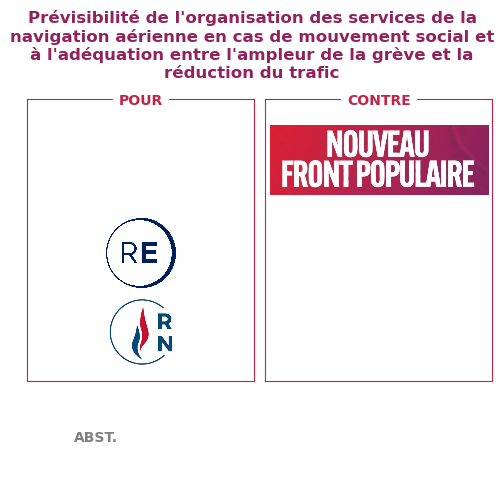 Prévisibilité de l'organisation des services de la
navigation aérienne en cas de mouvement social et
à l'adéquation entre l'ampleur de la grève et la
réduction du trafic
POUR
CONTRE
NOUVEAU
FRONT POPULAIRE
RE
R
N
ABST.